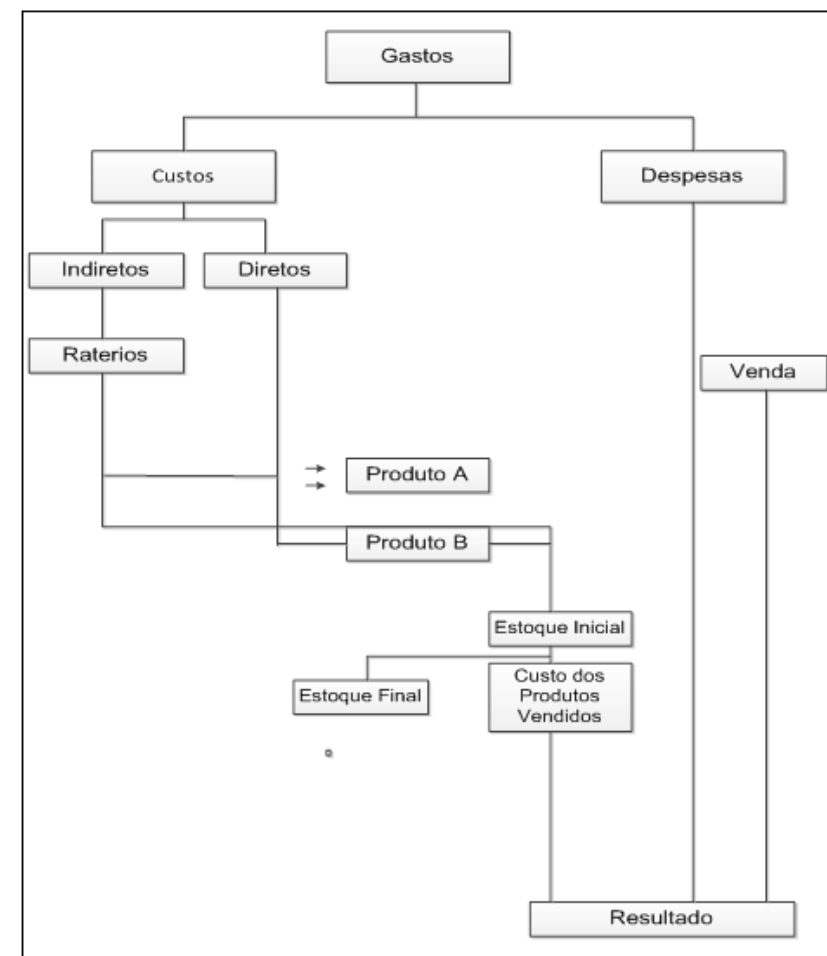 Gastos
Custos
Despesas
Indiretos
Diretos
Raterios
Venda
Produto A
Produto B
Estoque Inicial
Estoque Final
Custo dos
Produtos
Vendidos
Resultado